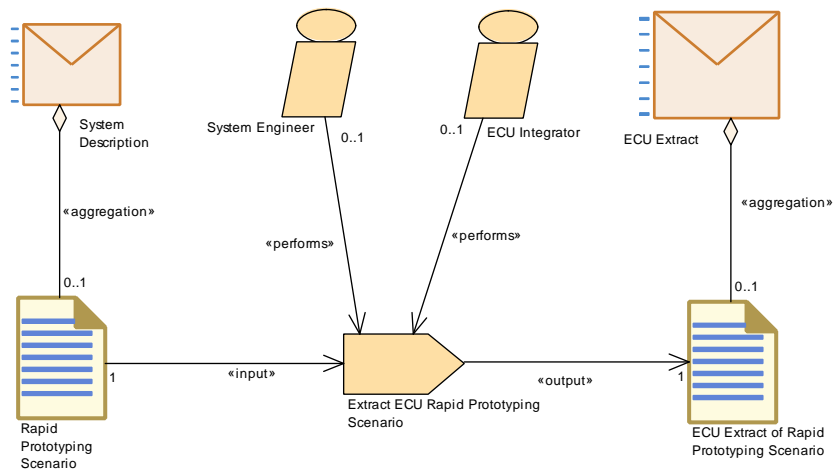 System
Description
System Engineer
0..1
0..1
ECU Integrator
ECU Extract
«aggregation»
«performs»
«performs»
«aggregation»
0..1
0..1
1
«input»
«output»
1
Extract ECU Rapid Prototyping
Scenario
Rapid
Prototyping
Scenario
ECU Extract of Rapid
Prototyping Scenario